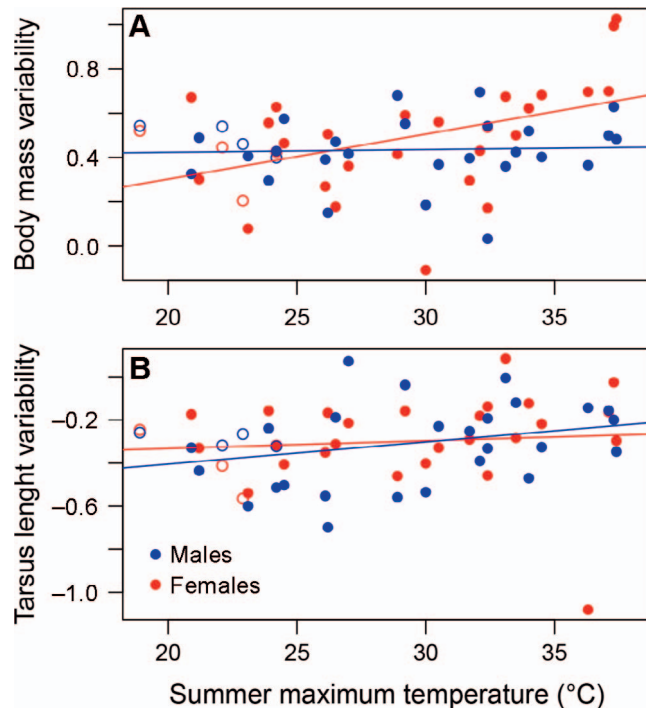 A
Body mass variability
0.8
0.4
0.0
20
25
30
35
B
Tarsus lenght variability
−0.2
−0.6
−1.0
Males
Females
20
25
30
35
Summer maximum temperature (°C)